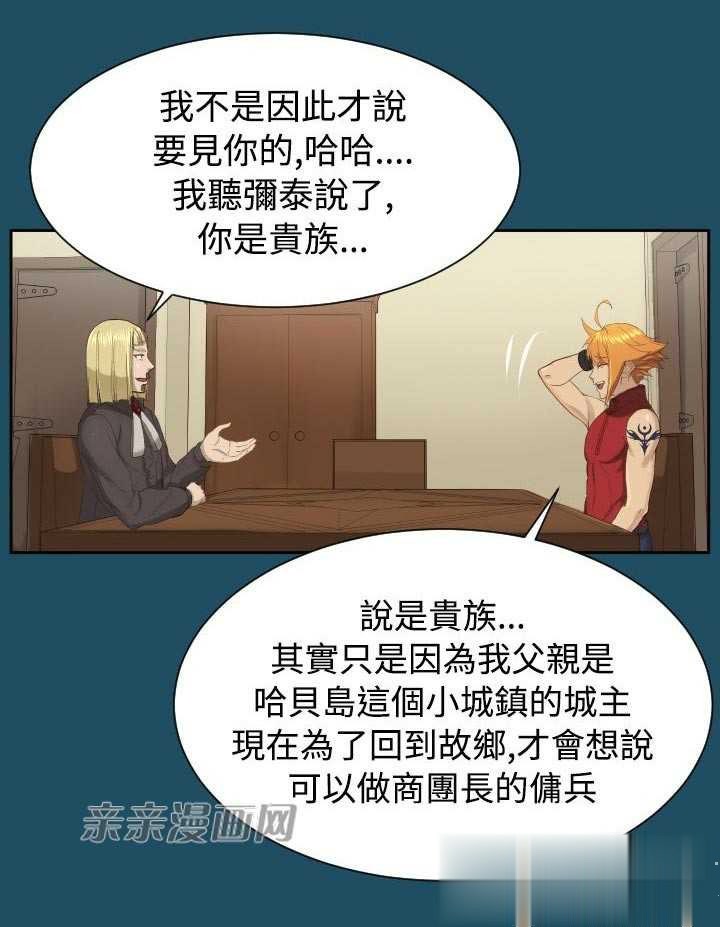 我不是因此才說
要見你的,哈哈....
我聽彌泰說了,
你是貴族...
說是貴族...
其實只是因為我父親是
哈貝島這個小城鎮的城主
現在為了回到故鄉,才會想說
可以做商團長的傭兵
亲亲漫画网